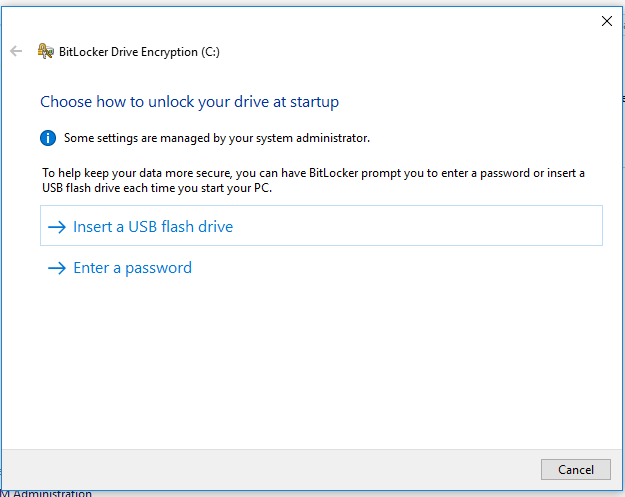 BitLocker Drive Encryption (C:)
Choose how to unlock your drive at startup
Some settings are managed by your system administrator.
To help keep your data more secure, you can have BitLocker prompt you to enter a password or insert a
USB flash drive each time you start your PC.
Insert a USB flash drive
Enter a password
Cancel
M Administration